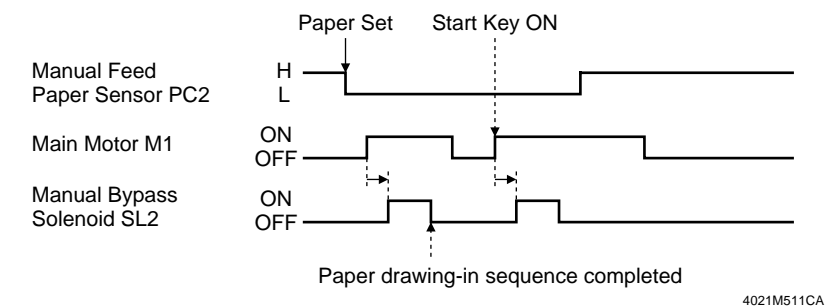 Paper Set Start Key ON
Manual Feed H
Paper Sensor PC2 L
Main Motor M1 ON
OFF
Manual Bypass ON
Solenoid SL2 OFF
Paper drawing-in sequence completed
4021M511CA